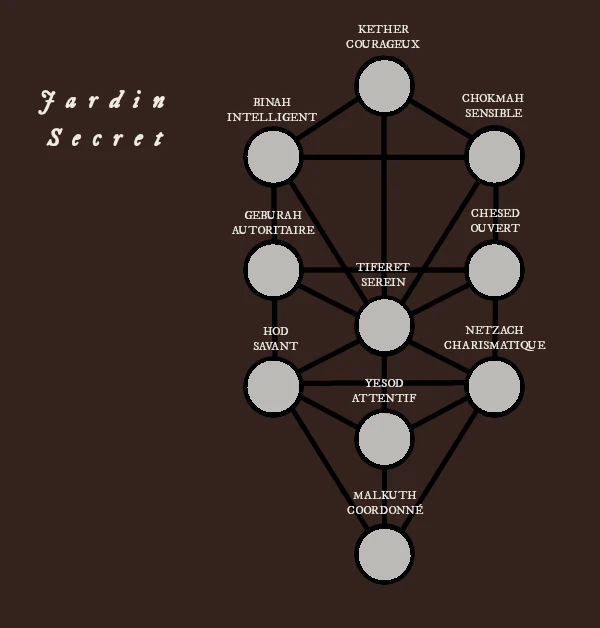 Jardin
Secret
KETHER
COURAGEUX
BINAH
INTELLIGENT
CHOKMAH
SENSIBLE
GEBURAH
AUTORITAIRE
CHESED
OUVERT
TIFERET
SEREIN
HOD
SAVANT
NETZACH
CHARISMATIQUE
YESOD
ATTENTIF
MALKUTH
COORDONNÉ